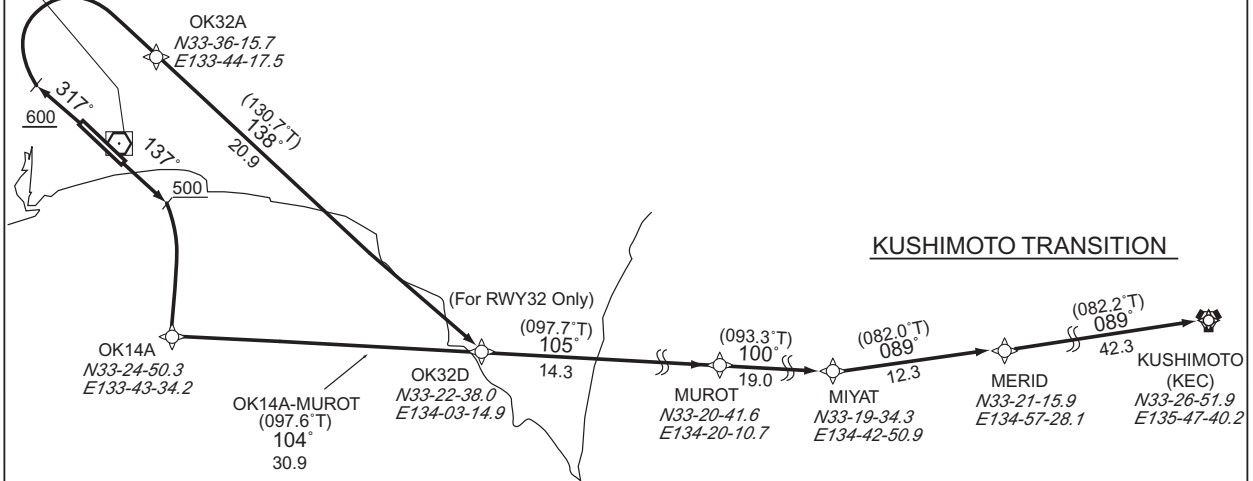 OK32A
N33-36-15.7
E133-44-17.5
317°
600
137°
500
(130.7°T)
138°
20.9
KUSHIMOTO TRANSITION
(For RWY32 Only)
(097.7°T)
105°
14.3
(093.3°T)
100°
19.0
(082.0°T)
089°
12.3
(082.2°T)
089°
42.3
OK14A
N33-24-50.3
E133-43-34.2
OK14A-MUROT
(097.6°T)
104°
30.9
OK32D
N33-22-38.0
E134-03-14.9
MUROT
N33-20-41.6
E134-20-10.7
MIYAT
N33-19-34.3
E134-42-50.9
MERID
N33-21-15.9
E134-57-28.1
KUSHIMOTO
(KEC)
N33-26-51.9
E135-47-40.2